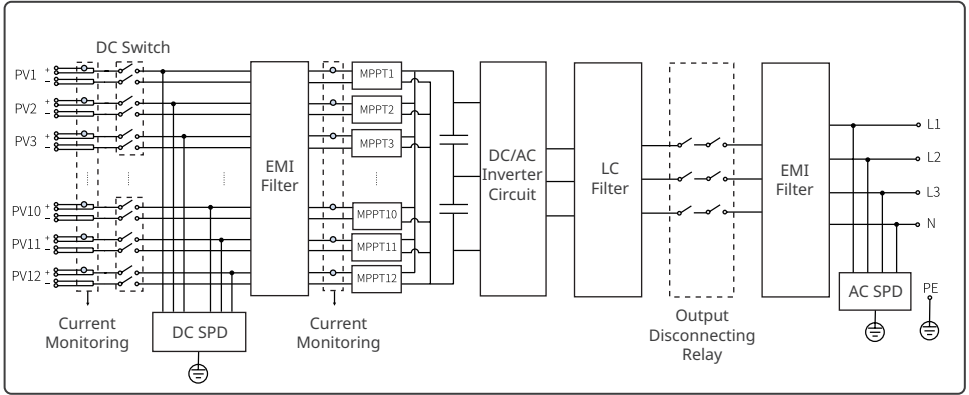 DC Switch
PV1 + −
PV2 + −
PV3 + −
PV10 + −
PV11 + −
PV12 + −
Current
Monitoring
DC SPD
EMI
Filter
Current
Monitoring
MPPT1
MPPT2
MPPT3
MPPT10
MPPT11
MPPT12
DC/AC
Inverter
Circuit
LC
Filter
Output
Disconnecting
Relay
EMI
Filter
L1
L2
L3
N
AC SPD
PE